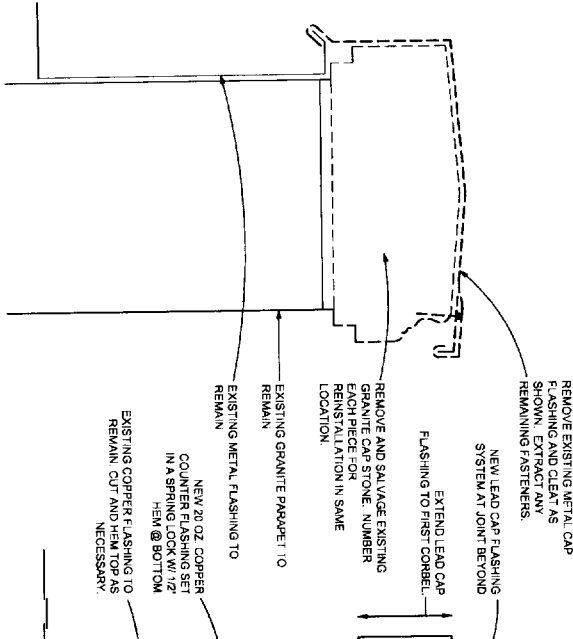 REMOVE EXISTING METAL CAP
FLASHING AND CLEAT AS
SHOWN. EXTRACT ANY
REMAINING FASTENERS.
NEW LEAD CAP FLASHING
SYSTEM AT JOINT BEYOND
EXTEND LEAD CAP
FLASHING TO FIRST CORBEL.
REMOVE AND SALVAGE EXISTING
GRANITE CAP STONE. NUMBER
EACH PIECE FOR
REINSTALLATION IN SAME
LOCATION.
EXISTING GRANITE PARAPET TO
REMAIN
EXISTING METAL FLASHING TO
REMAIN
NEW 20 OZ. COPPER
COUNTER FLASHING SET
IN A SPRING LOCK W/ 1/2"
HEM @ BOTTOM
EXISTING COPPER FLASHING TO
REMAIN. CUT AND HEM TOP AS
NECESSARY.